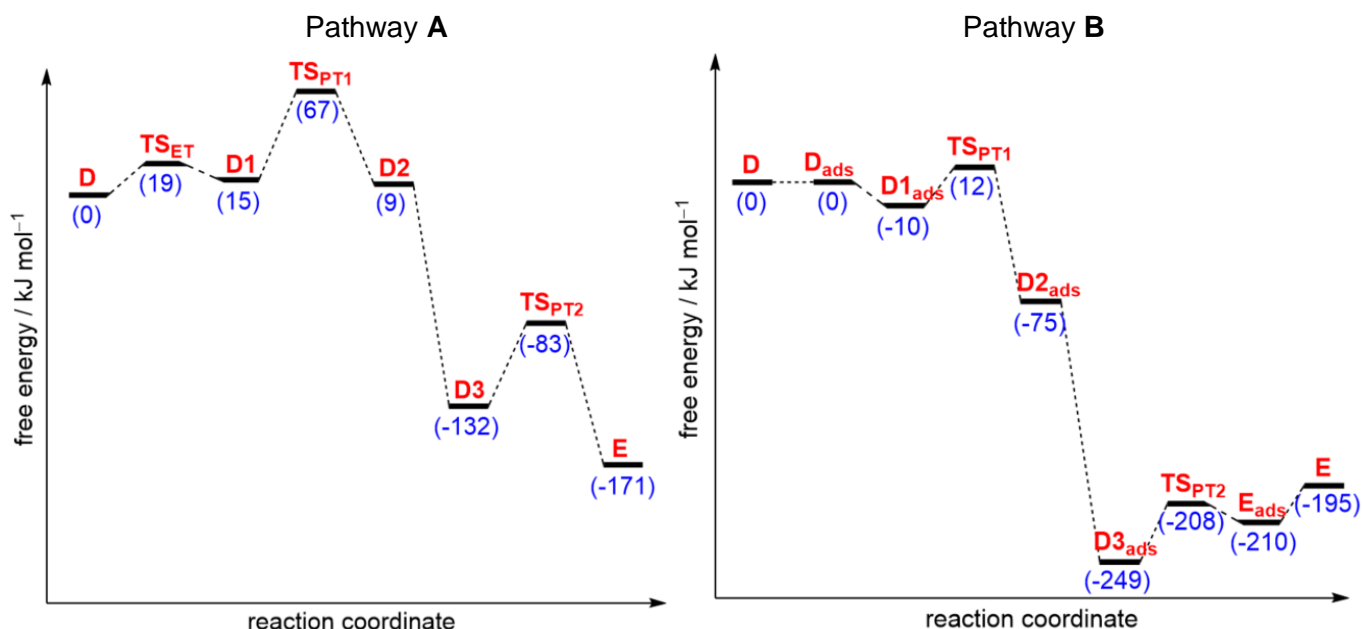 Pathway A
free energy / kJ mol⁻¹
D
(0)
TS_ET
(19)
D1
(15)
TS_PT1
(67)
D2
(9)
D3
(-132)
TS_PT2
(-83)
E
(-171)
reaction coordinate
Pathway B
free energy / kJ mol⁻¹
D
(0)
D_ads
(0)
D1_ads
(-10)
TS_PT1
(12)
D2_ads
(-75)
D3_ads
(-249)
TS_PT2
(-208)
E_ads
(-210)
E
(-195)
reaction coordinate